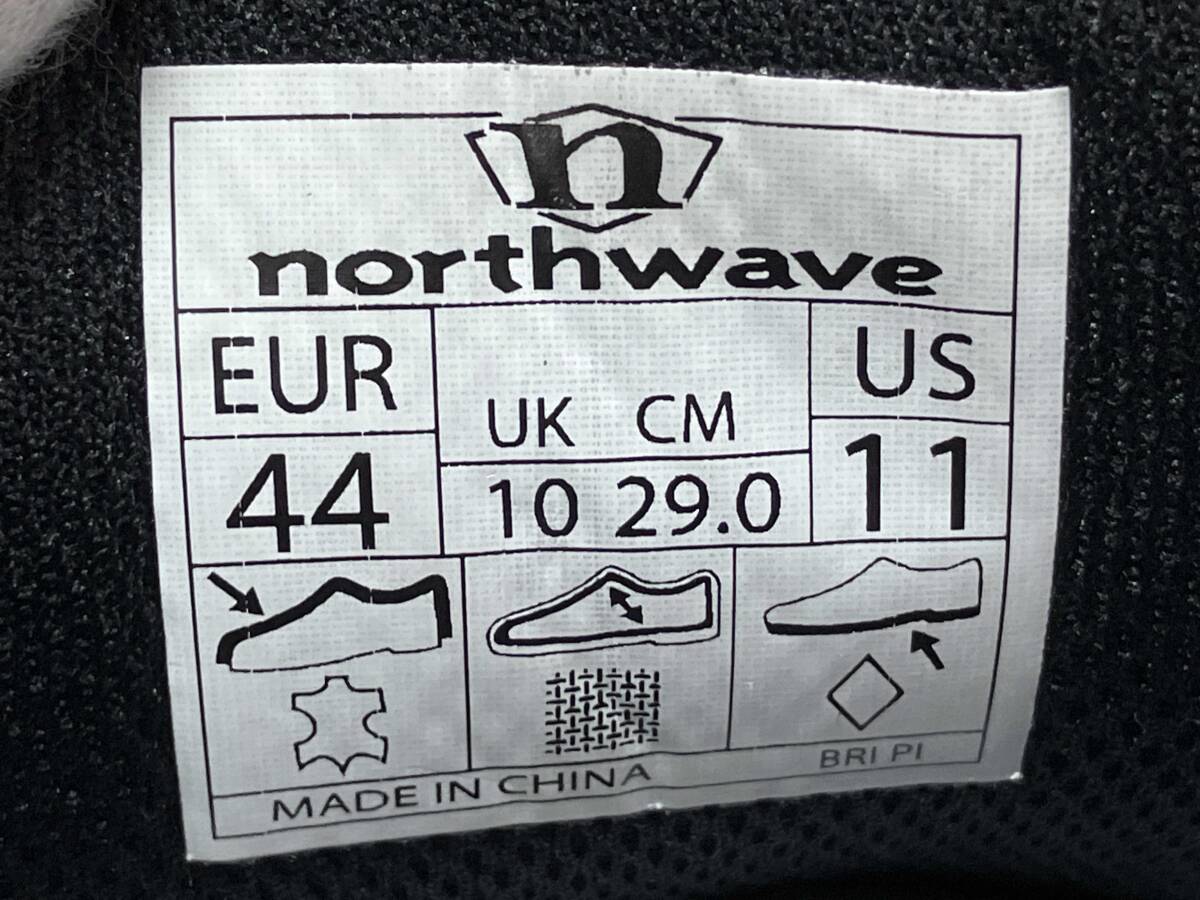 n
northwave
EUR UK CM US
44 10 29.0 11
MADE IN CHINA BRI PI